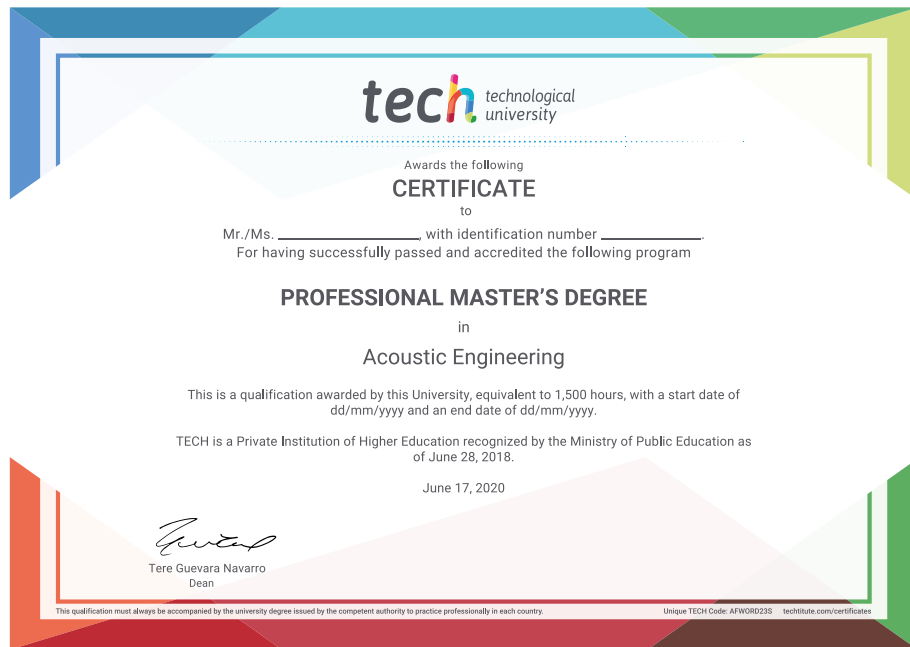 tech technological
university
Awards the following
CERTIFICATE
to
Mr./Ms. ____________________, with identification number ______________.
For having successfully passed and accredited the following program
PROFESSIONAL MASTER'S DEGREE
in
Acoustic Engineering
This is a qualification awarded by this University, equivalent to 1,500 hours, with a start date of
dd/mm/yyyy and an end date of dd/mm/yyyy.
TECH is a Private Institution of Higher Education recognized by the Ministry of Public Education as
of June 28, 2018.
June 17, 2020
Tere Guevara Navarro
Dean
This qualification must always be accompanied by the university degree issued by the competent authority to practice professionally in each country. Unique TECH Code: AFWORD23S techtitute.com/certificates